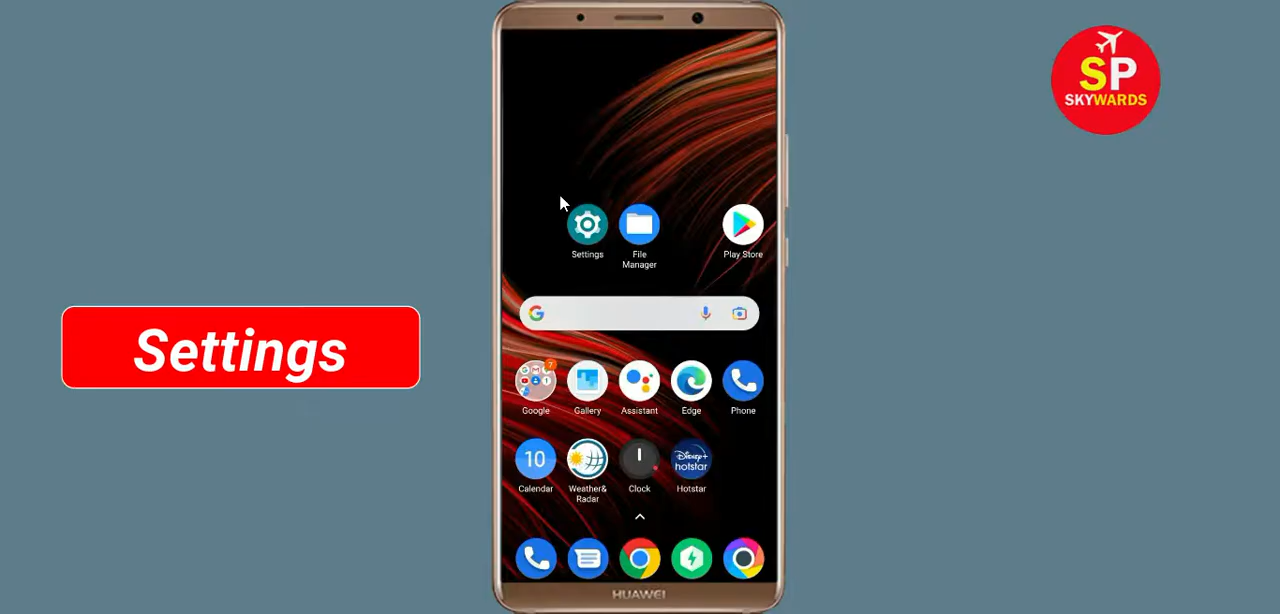 SP
SKYWARDS
Settings
File
Manager
Play Store
G
7
Google
Gallery
Assistant
Edge
Phone
10
Disney+
hotstar
Calendar
Weather&
Radar
Clock
Hotstar
HUAWEI
Settings